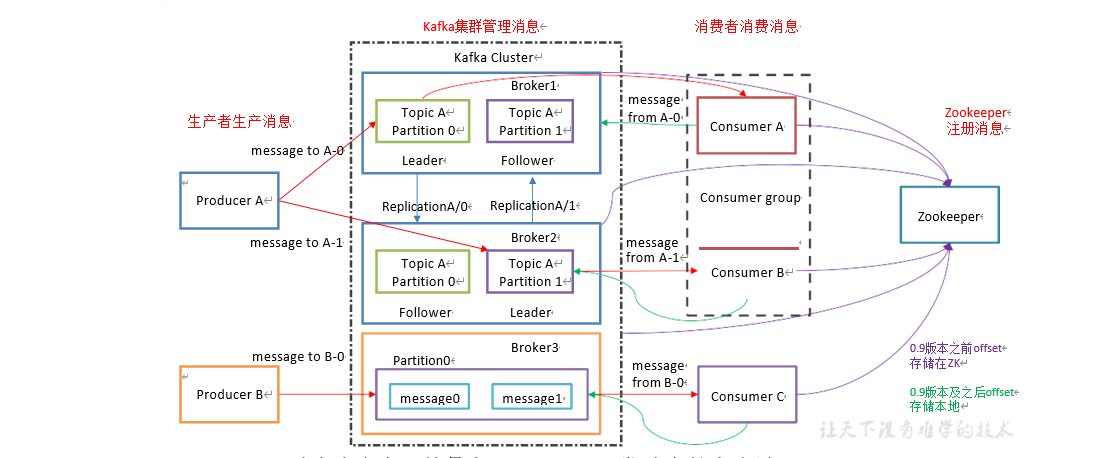 Kafka集群管理消息
消费者消费消息
Kafka Cluster
Broker1
Topic A
Partition 0
Topic A
Partition 1
Leader
Follower
message
from A-0
Consumer A
Zookeeper
注册消息
生产者生产消息
message to A-0
Producer A
message to A-1
ReplicationA/0
ReplicationA/1
Consumer group
Zookeeper
Broker2
Topic A
Partition 0
Topic A
Partition 1
Follower
Leader
message
from A-1
Consumer B
message to B-0
Producer B
Broker3
Partition0
message0
message1
message
from B-0
Consumer C
0.9版本之前offset
存储在ZK
0.9版本及之后offset
存储本地
让天下没有难学的技术